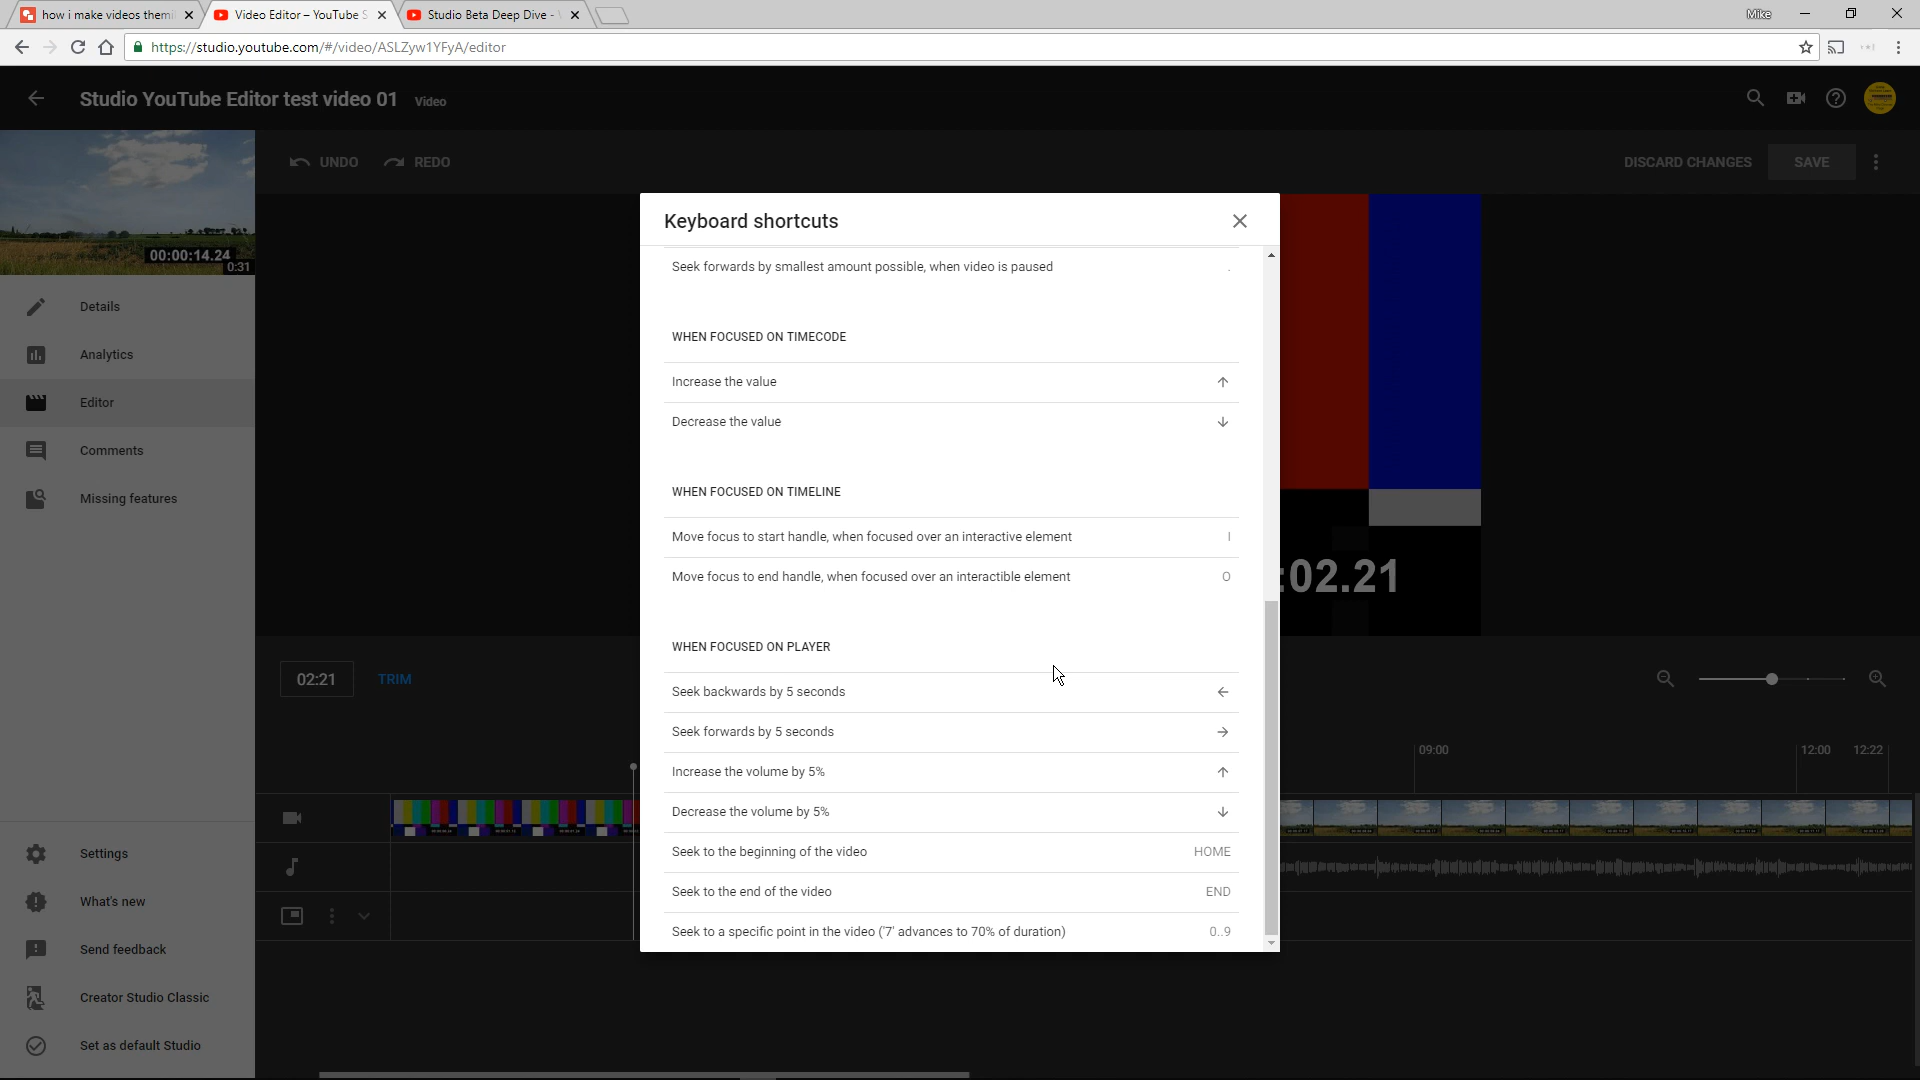 how i make videos themi
Video Editor – YouTube S
Studio Beta Deep Dive -
Mike
https://studio.youtube.com/#/video/ASLZyw1YFyA/editor
Studio YouTube Editor test video 01 Video
00:00:14.24
0:31
UNDO REDO
DISCARD CHANGES SAVE
Details
Analytics
Editor
Comments
Missing features
Settings
What's new
Send feedback
Creator Studio Classic
Set as default Studio
Keyboard shortcuts
Seek forwards by smallest amount possible, when video is paused .
WHEN FOCUSED ON TIMECODE
Increase the value ↑
Decrease the value ↓
WHEN FOCUSED ON TIMELINE
Move focus to start handle, when focused over an interactive element I
Move focus to end handle, when focused over an interactible element O
WHEN FOCUSED ON PLAYER
Seek backwards by 5 seconds ←
Seek forwards by 5 seconds →
Increase the volume by 5% ↑
Decrease the volume by 5% ↓
Seek to the beginning of the video HOME
Seek to the end of the video END
Seek to a specific point in the video ('7' advances to 70% of duration) 0..9
:02.21
02:21 TRIM
09:00 12:00 12:22